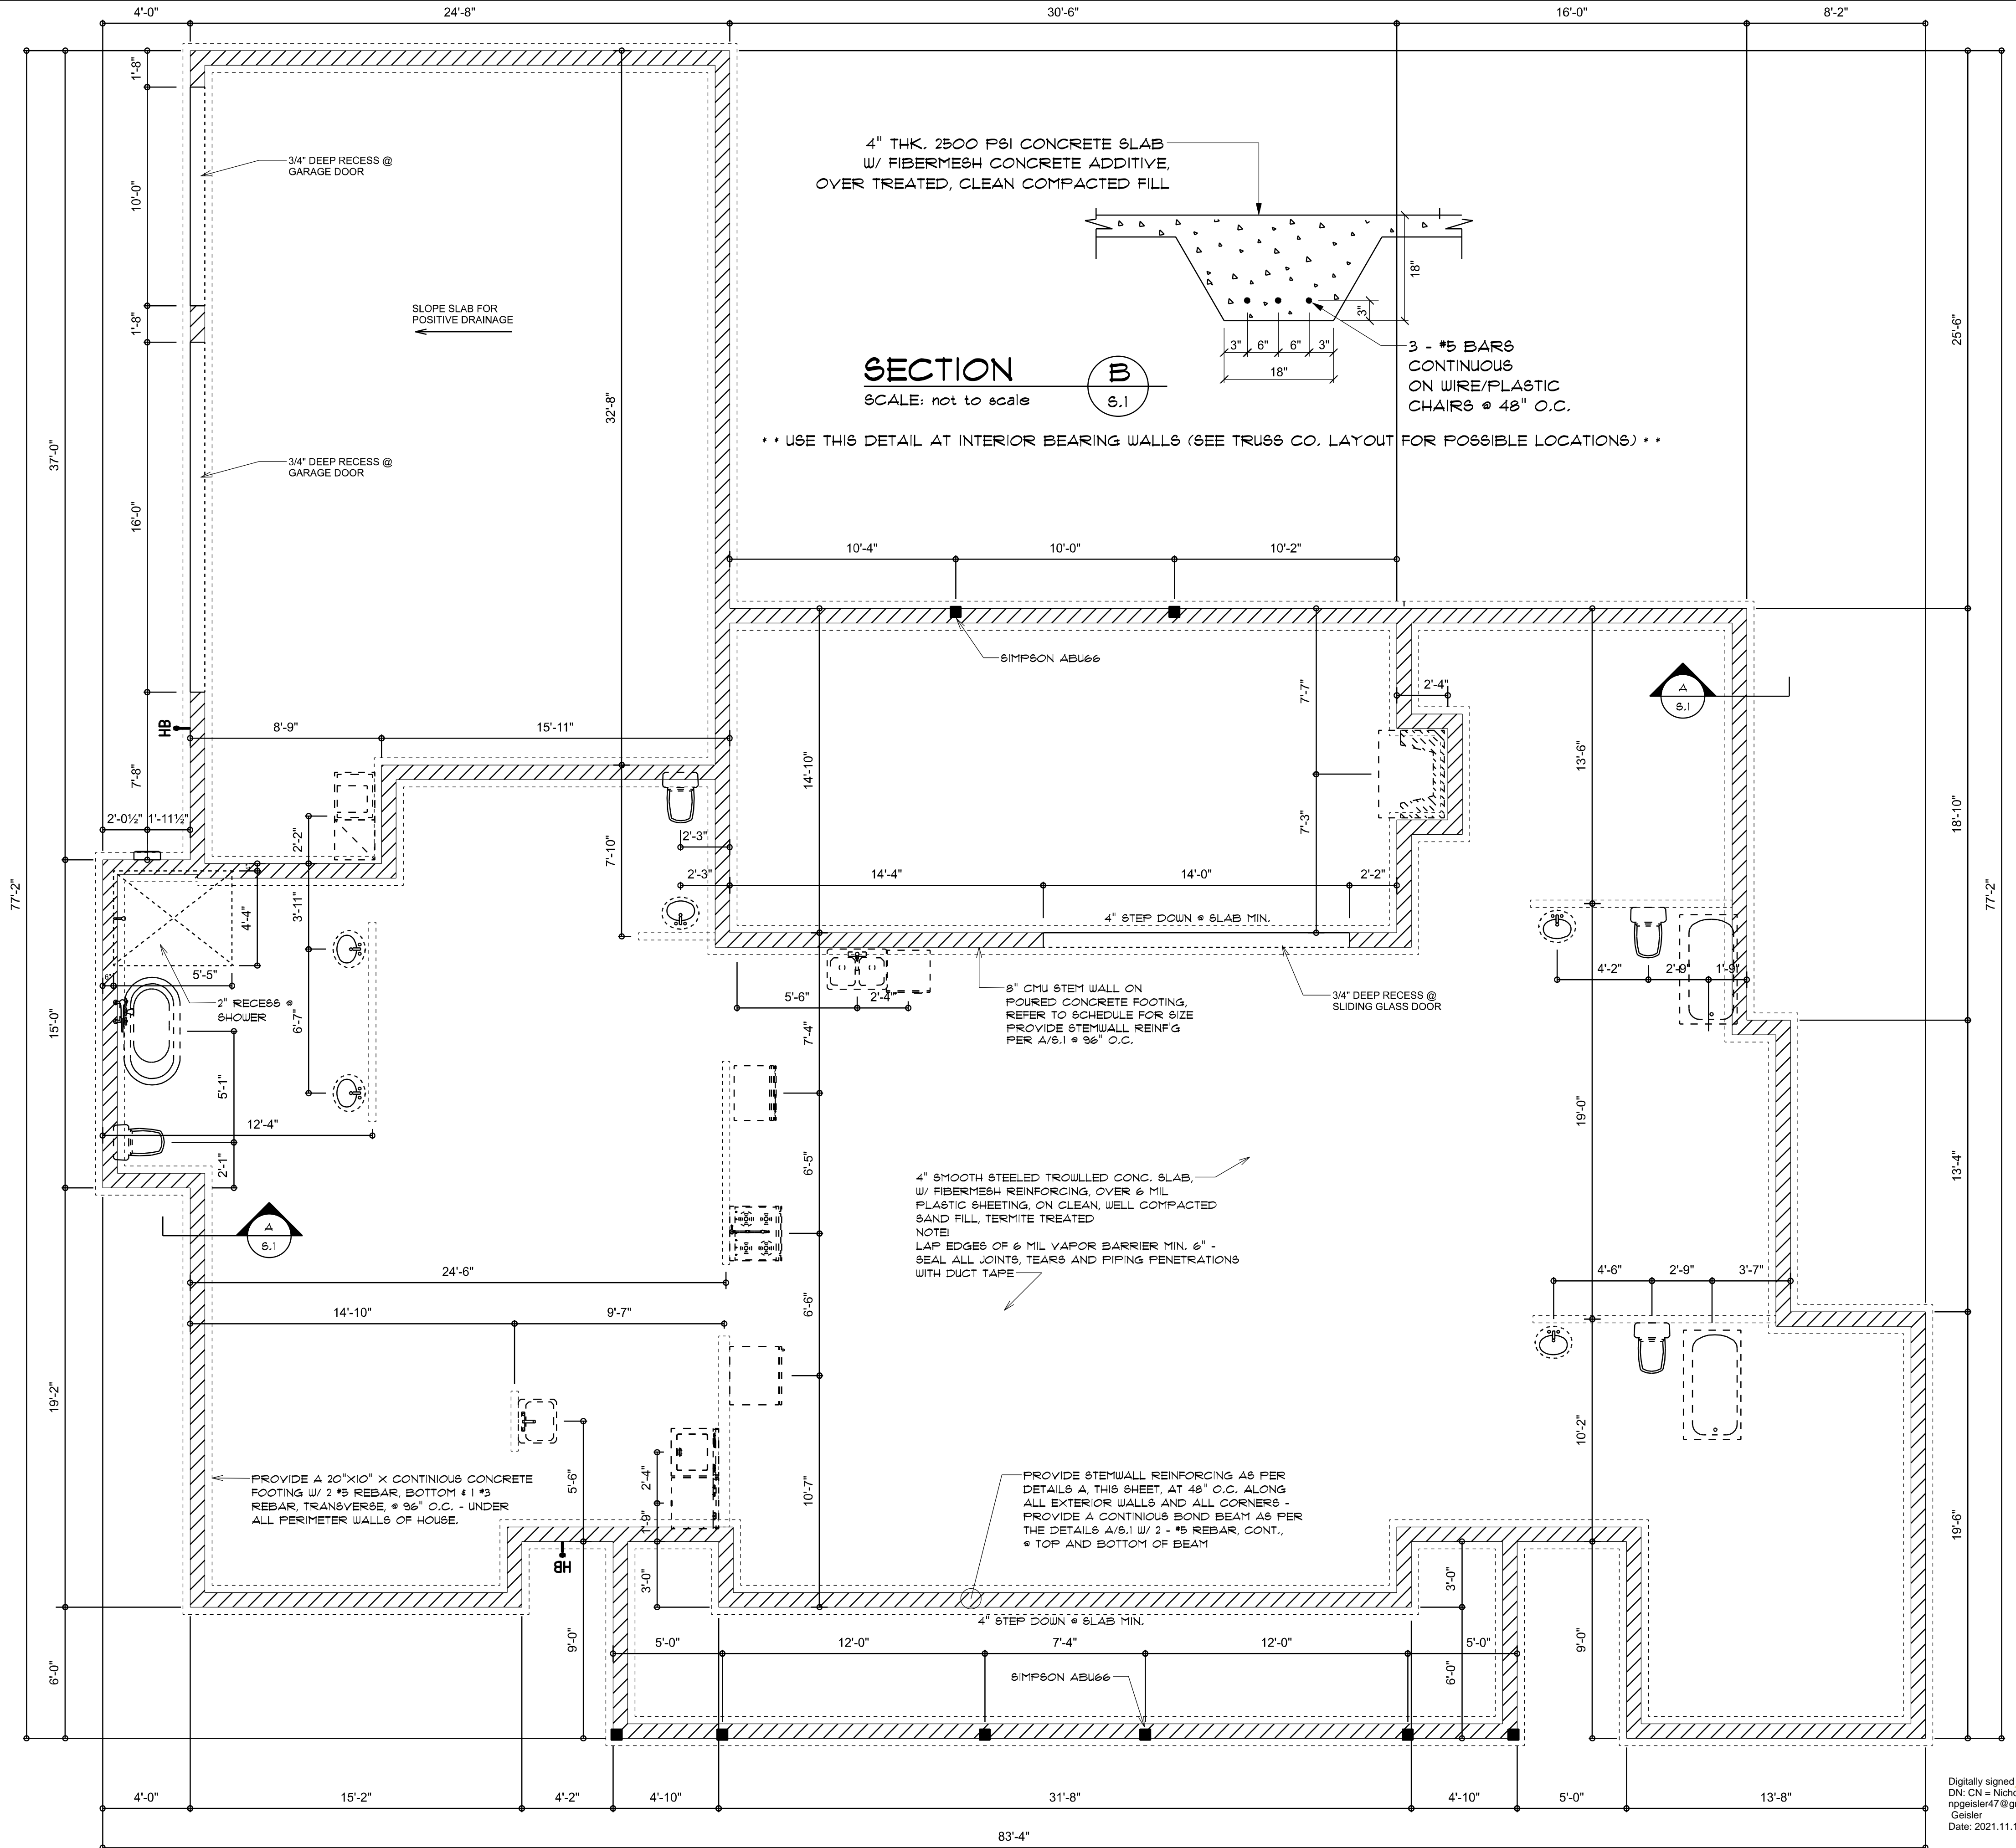 4'-0" 24'-8" 30'-6" 16'-0" 8'-2"
1'-8"
10'-0"
1'-8"
16'-0"
7'-8"
37'-0"
77'-2"
15'-0"
19'-2"
6'-0"
3/4" DEEP RECESS @
GARAGE DOOR
SLOPE SLAB FOR
POSITIVE DRAINAGE
3/4" DEEP RECESS @
GARAGE DOOR
32'-8"
4" THK. 2500 PSI CONCRETE SLAB
W/ FIBERMESH CONCRETE ADDITIVE,
OVER TREATED, CLEAN COMPACTED FILL
18"
3"
3" 6" 6" 3"
18"
3 - #5 BARS
CONTINUOUS
ON WIRE/PLASTIC
CHAIRS @ 48" O.C.
SECTION B
SCALE: not to scale S.1
* * USE THIS DETAIL AT INTERIOR BEARING WALLS (SEE TRUSS CO. LAYOUT FOR POSSIBLE LOCATIONS) * *
25'-6"
18'-10"
77'-2"
13'-4"
19'-6"
10'-4" 10'-0" 10'-2"
SIMPSON ABU66
HB
8'-9" 15'-11"
2'-0½" 1'-11½"
2'-2"
3'-11"
4'-4"
6'-7"
6"
5'-5"
2" RECESS @
SHOWER
5'-1"
12'-4"
2'-1"
7'-10"
2'-3"
2'-3"
14'-10"
7'-7"
7'-3"
2'-4"
14'-4" 14'-0" 2'-2"
4" STEP DOWN @ SLAB MIN.
A
S.1
13'-6"
4'-2" 2'-9" 1'-9"
5'-6" 2'-4"
7'-4"
8" CMU STEM WALL ON
POURED CONCRETE FOOTING,
REFER TO SCHEDULE FOR SIZE
PROVIDE STEMWALL REINF'G
PER A/S.1 @ 96" O.C.
3/4" DEEP RECESS @
SLIDING GLASS DOOR
19'-0"
6'-5"
A
S.1
4" SMOOTH STEELED TROWLLED CONC. SLAB,
W/ FIBERMESH REINFORCING, OVER 6 MIL
PLASTIC SHEETING, ON CLEAN, WELL COMPACTED
SAND FILL, TERMITE TREATED
NOTE!
LAP EDGES OF 6 MIL VAPOR BARRIER MIN. 6" -
SEAL ALL JOINTS, TEARS AND PIPING PENETRATIONS
WITH DUCT TAPE
24'-6"
14'-10" 9'-7"
6'-6"
4'-6" 2'-9" 3'-7"
10'-2"
5'-6"
2'-4"
1'-9"
10'-7"
PROVIDE A 20"X10" X CONTINIOUS CONCRETE
FOOTING W/ 2 #5 REBAR, BOTTOM & 1 #3
REBAR, TRANSVERSE, @ 96" O.C. - UNDER
ALL PERIMETER WALLS OF HOUSE.
PROVIDE STEMWALL REINFORCING AS PER
DETAILS A, THIS SHEET, AT 48" O.C. ALONG
ALL EXTERIOR WALLS AND ALL CORNERS -
PROVIDE A CONTINIOUS BOND BEAM AS PER
THE DETAILS A/S.1 W/ 2 - #5 REBAR, CONT.,
@ TOP AND BOTTOM OF BEAM
HB
3'-0"
3'-0"
4" STEP DOWN @ SLAB MIN.
9'-0"
5'-0" 12'-0" 7'-4" 12'-0" 5'-0"
6'-0"
9'-0"
SIMPSON ABU66
4'-0" 15'-2" 4'-2" 4'-10" 31'-8" 4'-10" 5'-0" 13'-8"
83'-4"
Digitally signed
DN: CN = Nicho
npgeisler47@gm
Geisler
Date: 2021.11.1